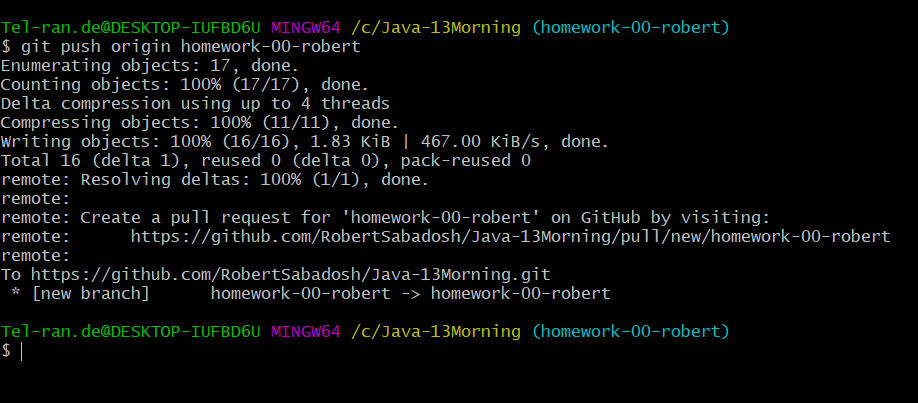 Tel-ran.de@DESKTOP-IUFBD6U MINGW64 /c/Java-13Morning (homework-00-robert)
$ git push origin homework-00-robert
Enumerating objects: 17, done.
Counting objects: 100% (17/17), done.
Delta compression using up to 4 threads
Compressing objects: 100% (11/11), done.
Writing objects: 100% (16/16), 1.83 KiB | 467.00 KiB/s, done.
Total 16 (delta 1), reused 0 (delta 0), pack-reused 0
remote: Resolving deltas: 100% (1/1), done.
remote:
remote: Create a pull request for 'homework-00-robert' on GitHub by visiting:
remote:      https://github.com/RobertSabadosh/Java-13Morning/pull/new/homework-00-robert
remote:
To https://github.com/RobertSabadosh/Java-13Morning.git
 * [new branch]      homework-00-robert -> homework-00-robert
Tel-ran.de@DESKTOP-IUFBD6U MINGW64 /c/Java-13Morning (homework-00-robert)
$